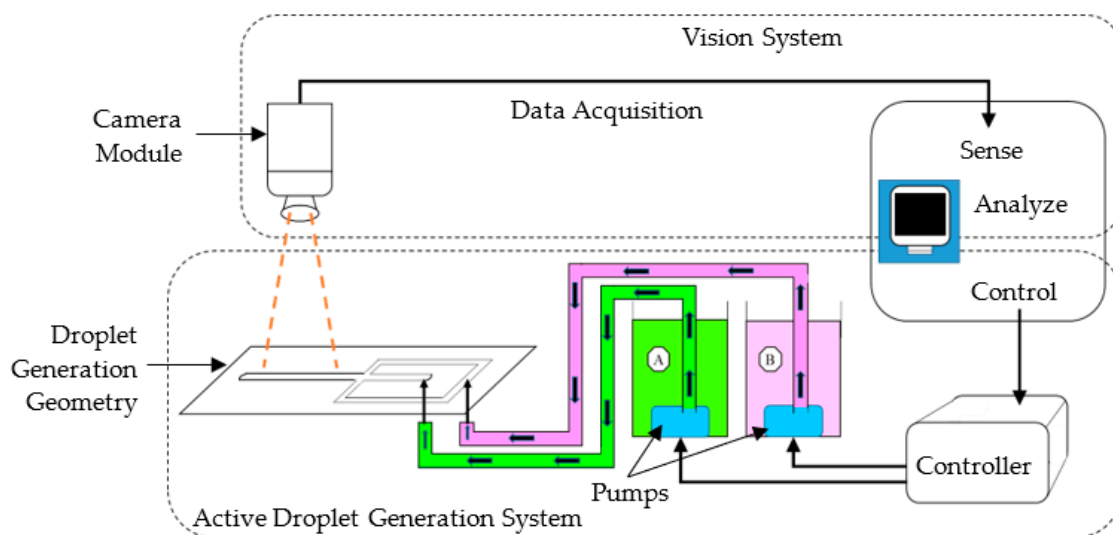 Vision System
Data Acquisition
Camera
Module
Sense
Analyze
Control
Droplet
Generation
Geometry
A
B
Controller
Pumps
Active Droplet Generation System